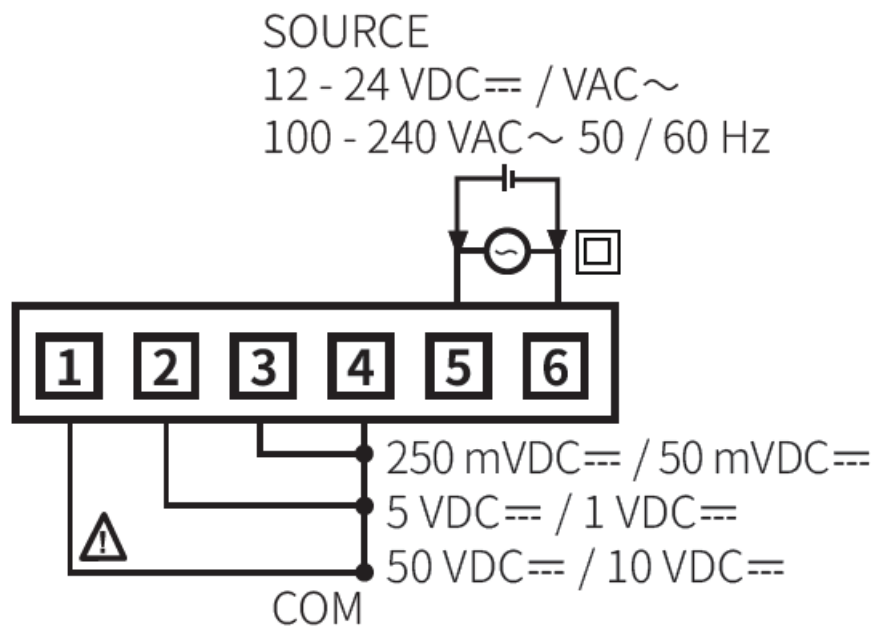 SOURCE
12 - 24 VDC⎓ / VAC～
100 - 240 VAC～ 50 / 60 Hz
1 2 3 4 5 6
250 mVDC⎓ / 50 mVDC⎓
5 VDC⎓ / 1 VDC⎓
50 VDC⎓ / 10 VDC⎓
COM